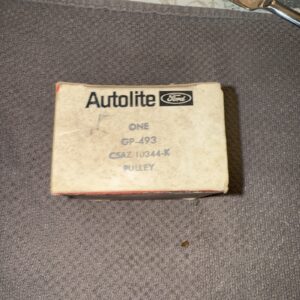 Autolite Ford
ONE
GP-493
C5AZ 10344-K
PULLEY